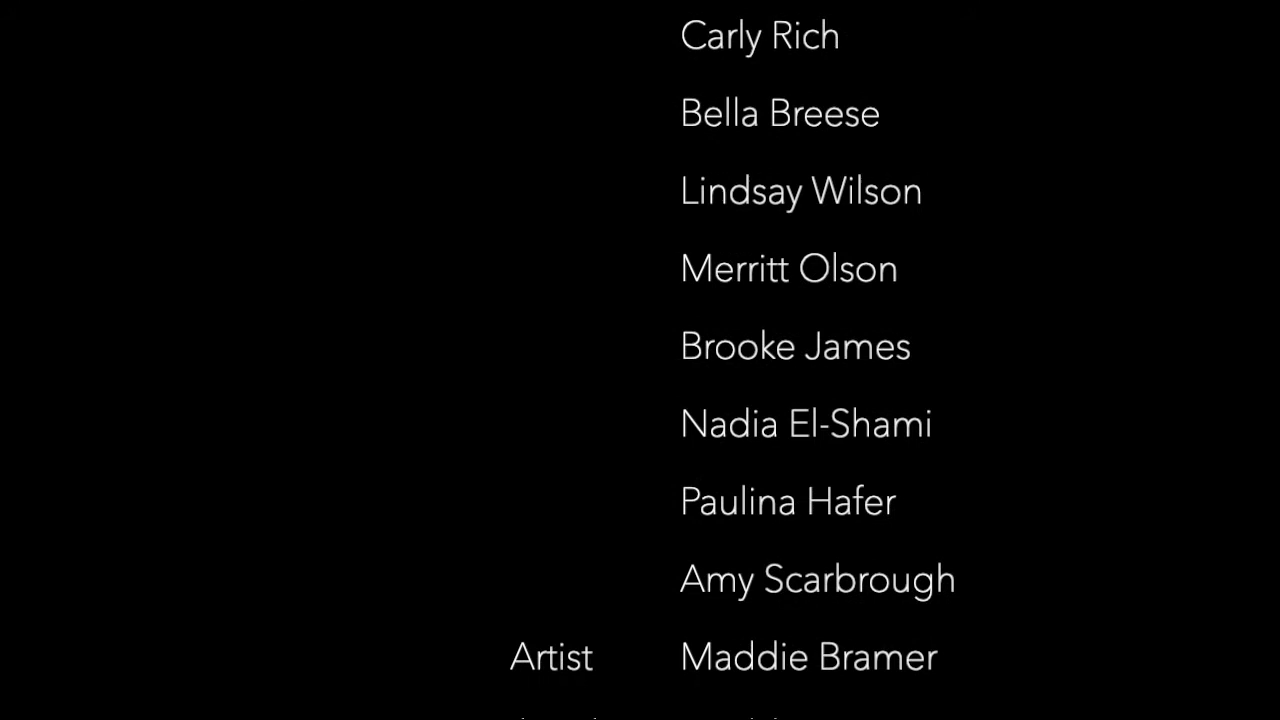 Carly Rich
Bella Breese
Lindsay Wilson
Merritt Olson
Brooke James
Nadia El-Shami
Paulina Hafer
Amy Scarbrough
Artist Maddie Bramer